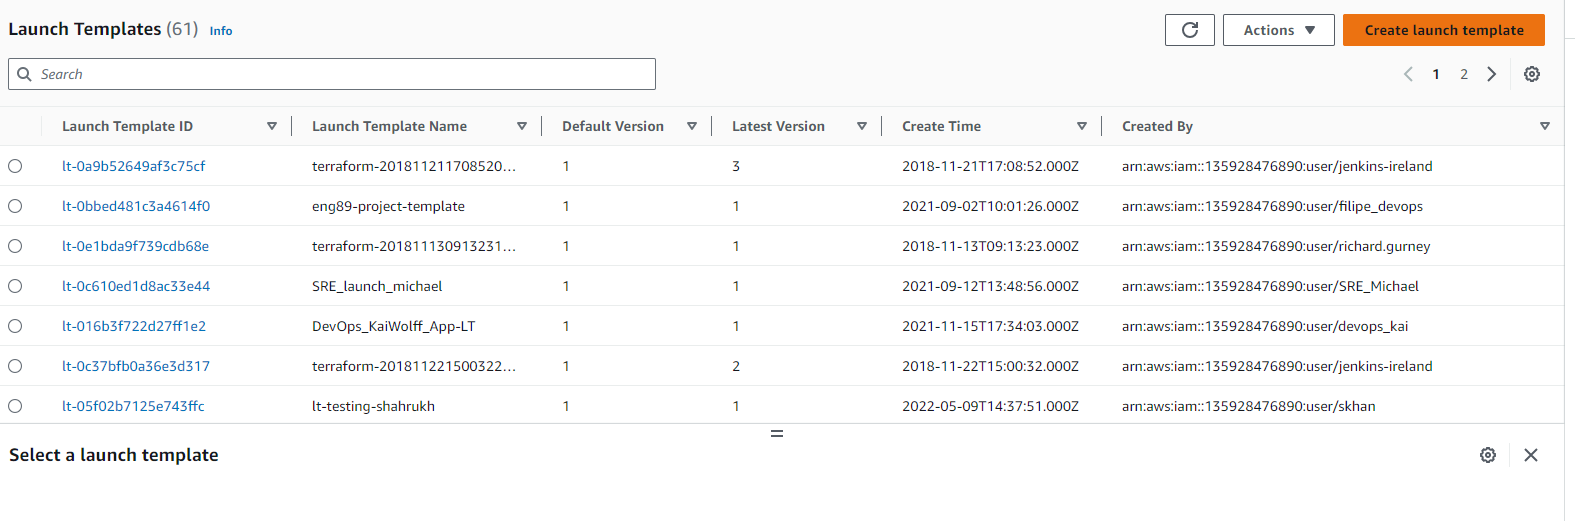 Launch Templates (61) Info Actions Create launch template
Search 1 2
Launch Template ID Launch Template Name Default Version Latest Version Create Time Created By
lt-0a9b52649af3c75cf terraform-201811211708520... 1 3 2018-11-21T17:08:52.000Z arn:aws:iam::135928476890:user/jenkins-ireland
lt-0bbed481c3a4614f0 eng89-project-template 1 1 2021-09-02T10:01:26.000Z arn:aws:iam::135928476890:user/filipe_devops
lt-0e1bda9f739cdb68e terraform-201811130913231... 1 1 2018-11-13T09:13:23.000Z arn:aws:iam::135928476890:user/richard.gurney
lt-0c610ed1d8ac33e44 SRE_launch_michael 1 1 2021-09-12T13:48:56.000Z arn:aws:iam::135928476890:user/SRE_Michael
lt-016b3f722d27ff1e2 DevOps_KaiWolff_App-LT 1 1 2021-11-15T17:34:03.000Z arn:aws:iam::135928476890:user/devops_kai
lt-0c37bfb0a36e3d317 terraform-201811221500322... 1 2 2018-11-22T15:00:32.000Z arn:aws:iam::135928476890:user/jenkins-ireland
lt-05f02b7125e743ffc lt-testing-shahrukh 1 1 2022-05-09T14:37:51.000Z arn:aws:iam::135928476890:user/skhan
Select a launch template